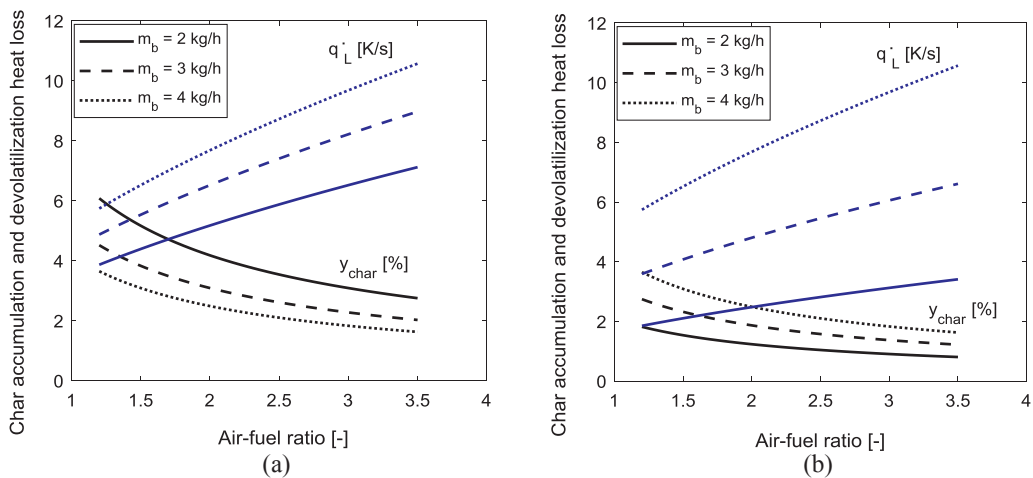 Char accumulation and devolatilization heat loss
12
10
8
6
4
2
0
m_b = 2 kg/h
m_b = 3 kg/h
m_b = 4 kg/h
q̇_L [K/s]
y_char [%]
1 1.5 2 2.5 3 3.5 4
Air-fuel ratio [-]
(a)
Char accumulation and devolatilization heat loss
12
10
8
6
4
2
0
m_b = 2 kg/h
m_b = 3 kg/h
m_b = 4 kg/h
q̇_L [K/s]
y_char [%]
1 1.5 2 2.5 3 3.5 4
Air-fuel ratio [-]
(b)